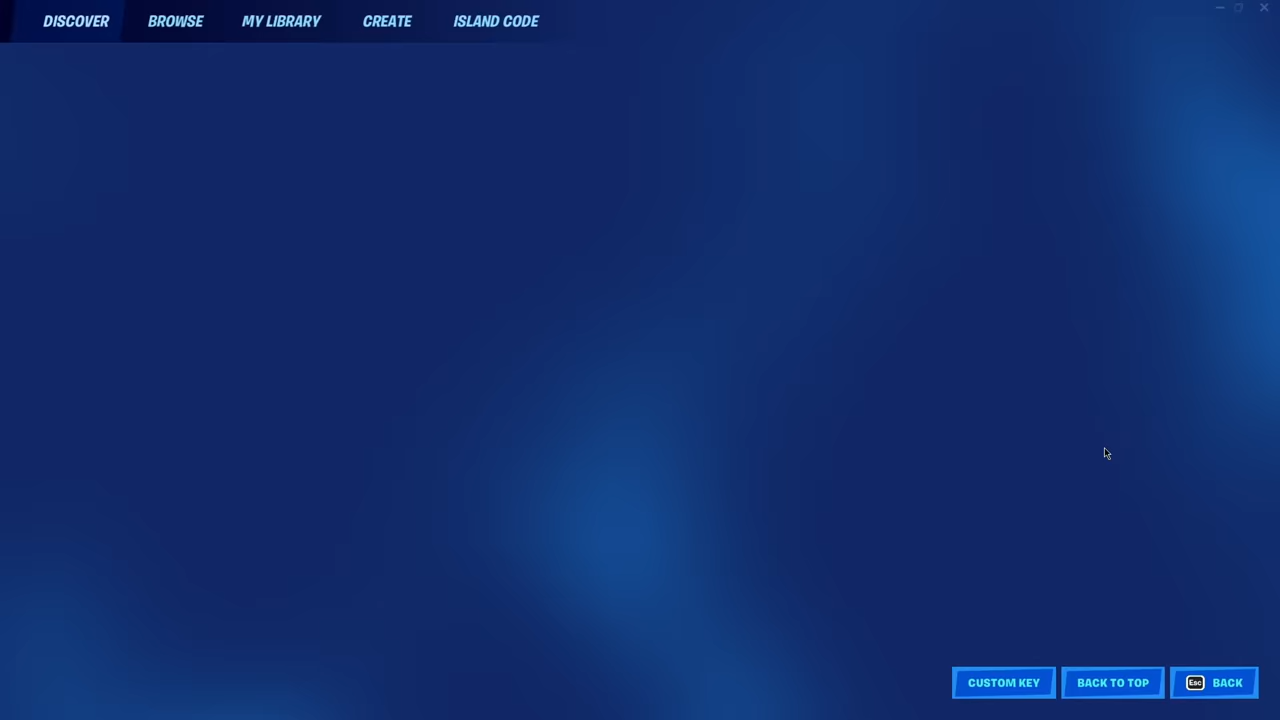 DISCOVER BROWSE MY LIBRARY CREATE ISLAND CODE
CUSTOM KEY BACK TO TOP Esc BACK